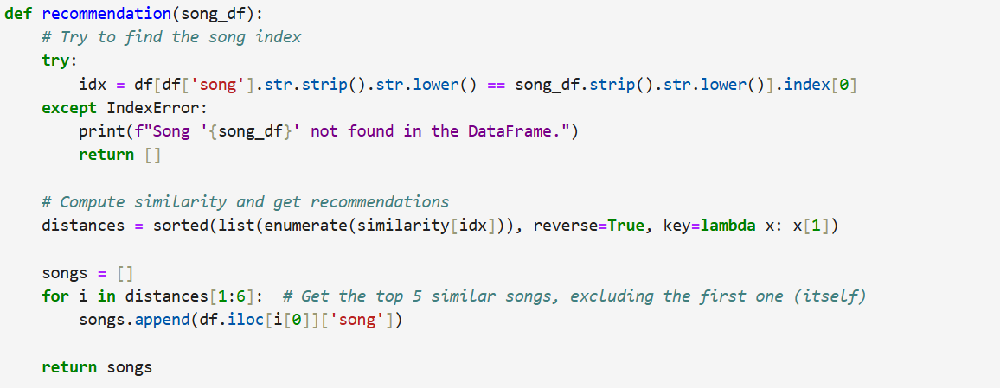 def recommendation(song_df):
    # Try to find the song index
    try:
        idx = df[df['song'].str.strip().str.lower() == song_df.strip().str.lower()].index[0]
    except IndexError:
        print(f"Song '{song_df}' not found in the DataFrame.")
        return []

    # Compute similarity and get recommendations
    distances = sorted(list(enumerate(similarity[idx])), reverse=True, key=lambda x: x[1])

    songs = []
    for i in distances[1:6]:  # Get the top 5 similar songs, excluding the first one (itself)
        songs.append(df.iloc[i[0]]['song'])

    return songs